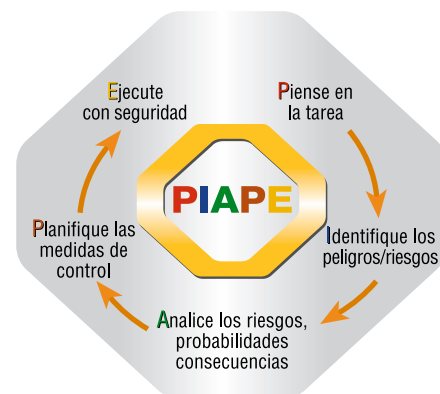 Piense en
la tarea
Identifique los
peligros/riesgos
Analice los riesgos,
probabilidades
consecuencias
Planifique las
medidas de
control
Ejecute
con seguridad
PIAPE